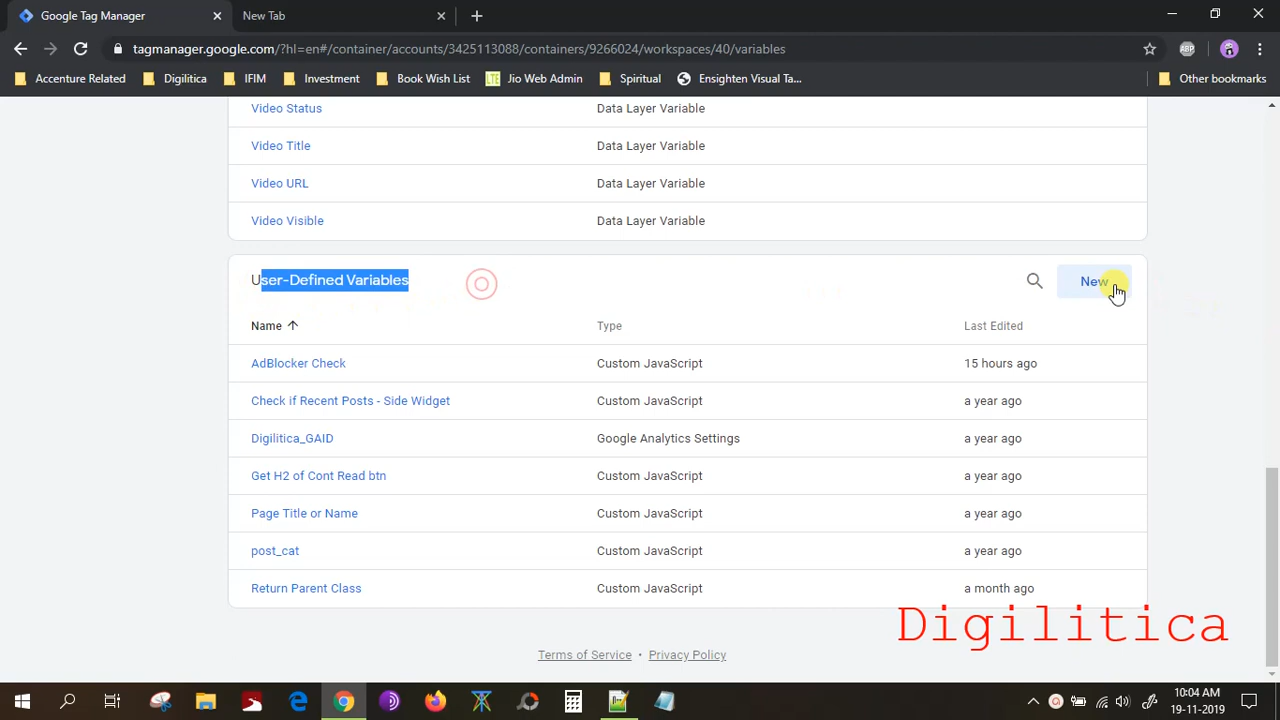 Google Tag Manager
New Tab
tagmanager.google.com/?hl=en#/container/accounts/3425113088/containers/9266024/workspaces/40/variables
ABP
Accenture Related
Digilitica
IFIM
Investment
Book Wish List
LTE
Jio Web Admin
Spiritual
Ensighten Visual Ta...
Other bookmarks
Video Status Data Layer Variable
Video Title Data Layer Variable
Video URL Data Layer Variable
Video Visible Data Layer Variable
User-Defined Variables New
Name Type Last Edited
AdBlocker Check Custom JavaScript 15 hours ago
Check if Recent Posts - Side Widget Custom JavaScript a year ago
Digilitica_GAID Google Analytics Settings a year ago
Get H2 of Cont Read btn Custom JavaScript a year ago
Page Title or Name Custom JavaScript a year ago
post_cat Custom JavaScript a year ago
Return Parent Class Custom JavaScript a month ago
Digilitica
Terms of Service • Privacy Policy
10:04 AM
19-11-2019